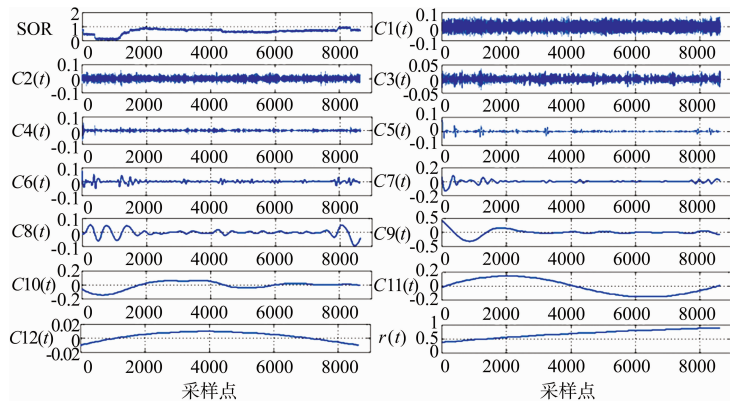 SOR 2 1 0 0 2000 4000 6000 8000
C1(t) 0.1 0 -0.1 0 2000 4000 6000 8000
C2(t) 0.1 0 -0.1 0 2000 4000 6000 8000
C3(t) 0.05 0 -0.05 0 2000 4000 6000 8000
C4(t) 0.1 0 -0.1 0 2000 4000 6000 8000
C5(t) 0.1 0 -0.1 0 2000 4000 6000 8000
C6(t) 0.1 0 -0.1 0 2000 4000 6000 8000
C7(t) 0.2 0 -0.2 0 2000 4000 6000 8000
C8(t) 0.1 0 -0.1 0 2000 4000 6000 8000
C9(t) 0.5 0 -0.5 0 2000 4000 6000 8000
C10(t) 0.2 0 -0.2 0 2000 4000 6000 8000
C11(t) 0.2 0 -0.2 0 2000 4000 6000 8000
C12(t) 0.02 0 -0.02 0 2000 4000 6000 8000
r(t) 1 0.5 0 0 2000 4000 6000 8000
采样点
采样点